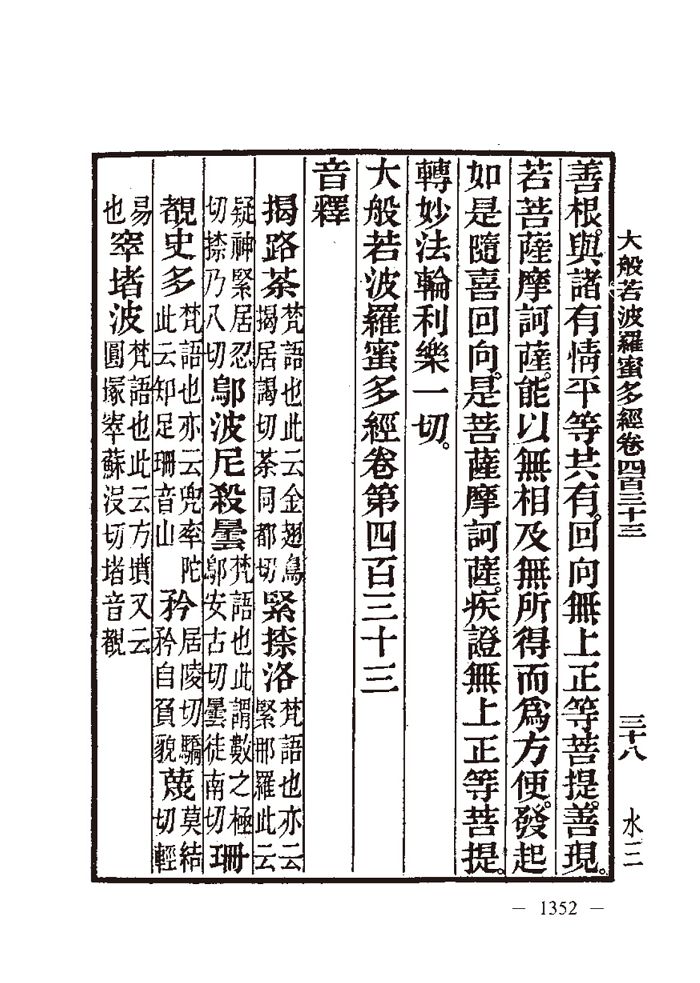 大般若波羅蜜多經卷四百三十三
三十八
水三
善根。與諸有情平等共有。回向無上正等菩提。善現。
若菩薩摩訶薩。能以無相及無所得而爲方便。發起
如是隨喜回向。是菩薩摩訶薩。疾證無上正等菩提。
轉妙法輪利樂一切。
大般若波羅蜜多經卷第四百三十三
音釋
揭路茶梵語也此云金翅鳥揭居謁切茶同都切緊捺洛梵語也亦云緊那羅此云
疑神緊居忍切捺乃八切鄔波尼殺曇梵語也此謂數之極鄔安古切曇徒南切珊
覩史多梵語也亦云兜率陀此云知足珊音山矜居陵切驕矜自負貌蔑莫結切輕
易也窣堵波梵語也此云方墳又云圓塚窣蘇沒切堵音覩
— 1352 —